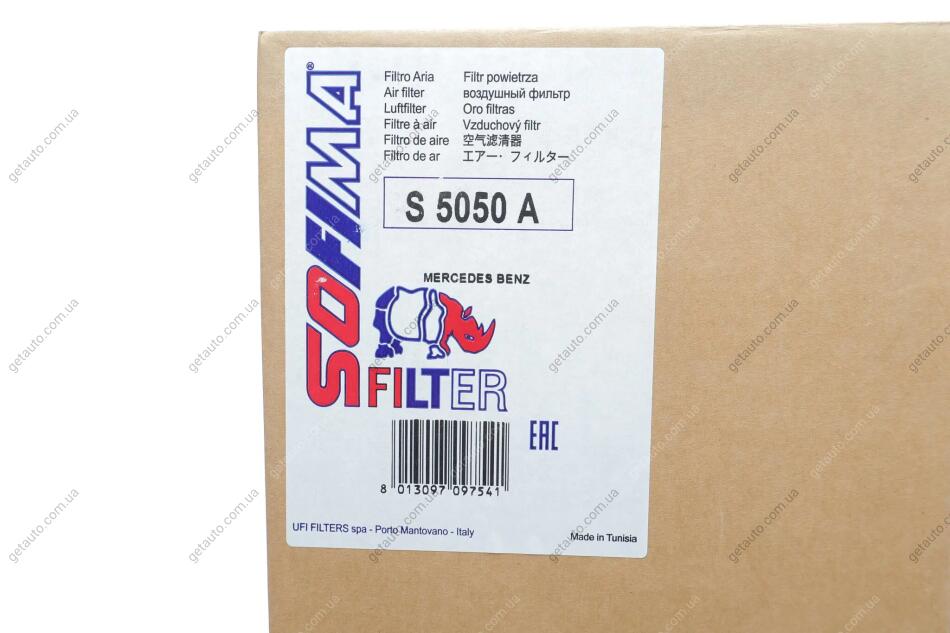 SOFIMA®
Filtro Aria Filtr powietrza
Air filter воздушный фильтр
Luftfilter Oro filtras
Filtre à air Vzduchový filtr
Filtro de aire 空气滤清器
Filtro de ar エアー・フィルター
S 5050 A
MERCEDES BENZ
FILTER
EAC
8 013097 097541
UFI FILTERS spa - Porto Mantovano - Italy
Made in Tunisia
getauto.com.ua